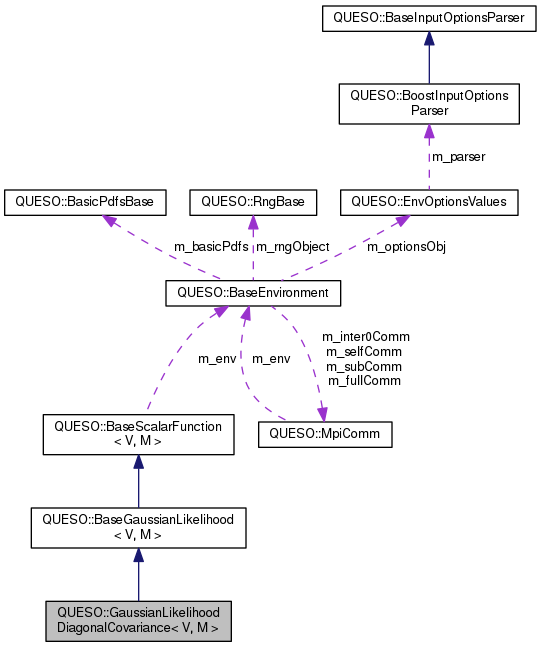 QUESO::BaseInputOptionsParser
QUESO::BoostInputOptions
Parser
m_parser
QUESO::BasicPdfsBase
QUESO::RngBase
QUESO::EnvOptionsValues
m_basicPdfs
m_rngObject
m_optionsObj
QUESO::BaseEnvironment
m_env
m_env
m_inter0Comm
m_selfComm
m_subComm
m_fullComm
QUESO::BaseScalarFunction
< V, M >
QUESO::MpiComm
QUESO::BaseGaussianLikelihood
< V, M >
QUESO::GaussianLikelihood
DiagonalCovariance< V, M >